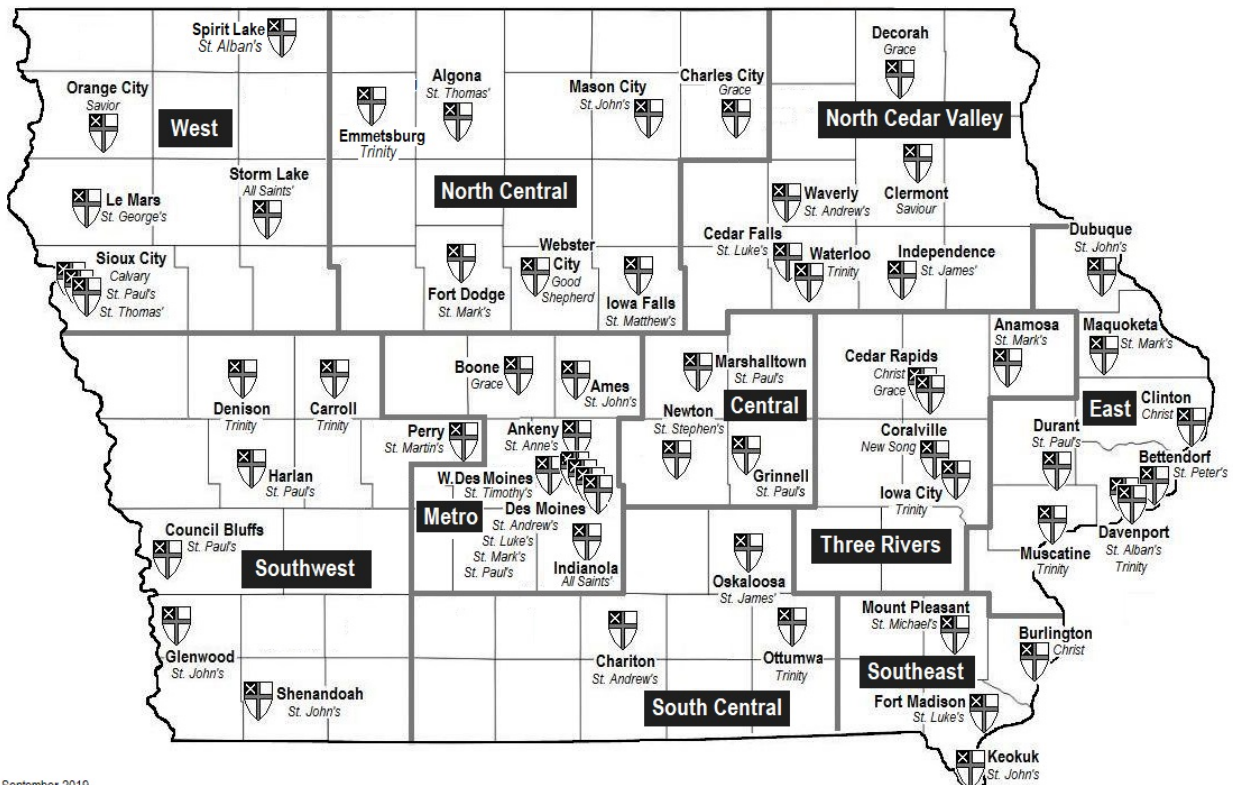 Spirit Lake
St. Alban's
Orange City
Savior
West
Le Mars
St. George's
Storm Lake
All Saints'
Sioux City
Calvary
St. Paul's
St. Thomas'
Algona
St. Thomas'
Emmetsburg
Trinity
Mason City
St. John's
Charles City
Grace
North Central
Fort Dodge
St. Mark's
Webster
City
Good
Shepherd
Iowa Falls
St. Matthew's
Decorah
Grace
North Cedar Valley
Clermont
Saviour
Waverly
St. Andrew's
Cedar Falls
St. Luke's
Waterloo
Trinity
Independence
St. James'
Dubuque
St. John's
Maquoketa
St. Mark's
East
Clinton
Christ
Durant
St. Paul's
Bettendorf
St. Peter's
Davenport
St. Alban's
Trinity
Muscatine
Trinity
Anamosa
St. Mark's
Cedar Rapids
Christ
Grace
Coralville
New Song
Iowa City
Trinity
Three Rivers
Marshalltown
St. Paul's
Central
Newton
St. Stephen's
Grinnell
St. Paul's
Boone
Grace
Ames
St. John's
Perry
St. Martin's
Ankeny
St. Anne's
W.Des Moines
St. Timothy's
Metro
Des Moines
St. Andrew's
St. Luke's
St. Mark's
St. Paul's
Indianola
All Saints'
Denison
Trinity
Carroll
Trinity
Harlan
St. Paul's
Council Bluffs
St. Paul's
Southwest
Glenwood
St. John's
Shenandoah
St. John's
Oskaloosa
St. James'
Chariton
St. Andrew's
Ottumwa
Trinity
South Central
Mount Pleasant
St. Michael's
Burlington
Christ
Southeast
Fort Madison
St. Luke's
Keokuk
St. John's
September 2019